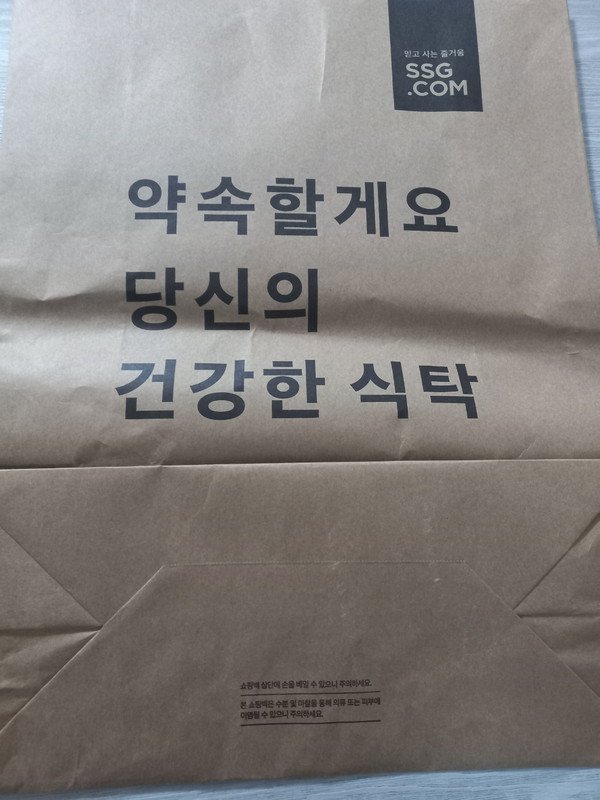 믿고 사는 즐거움
SSG
.COM
약속할게요
당신의
건강한 식탁
쇼핑백 상단에 손을 베일 수 있으니 주의하세요.
본 쇼핑백은 수분 및 마찰을 통해 의류 또는 피부에
이염될 수 있으니 주의하세요.